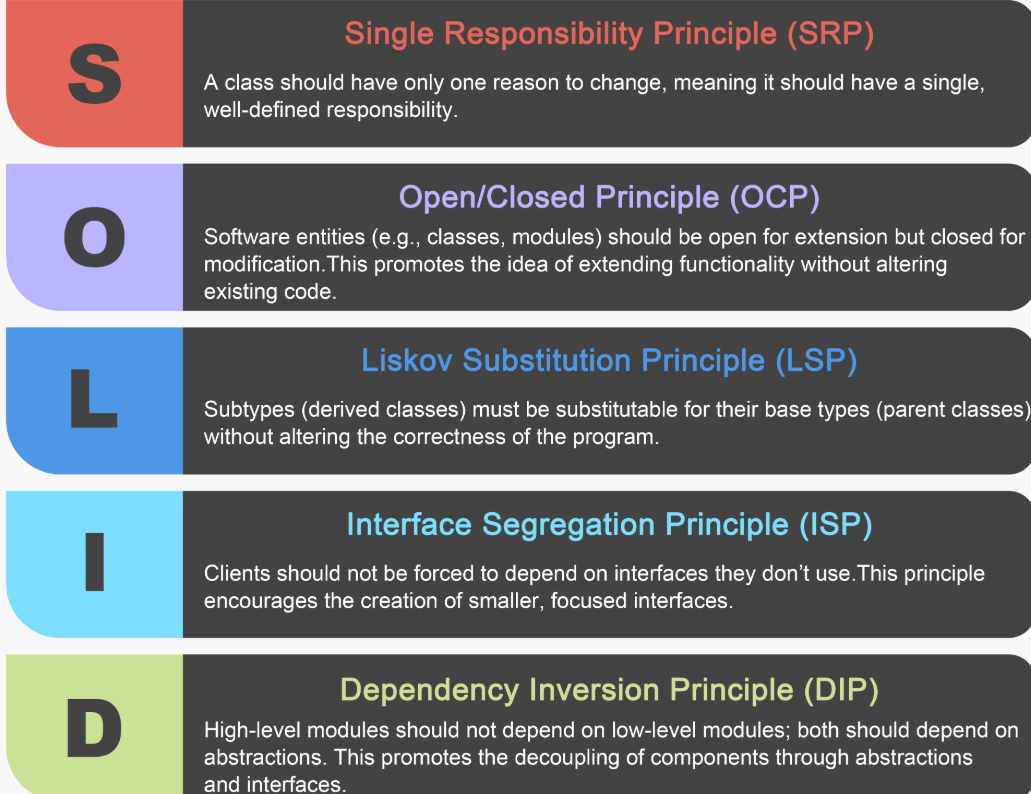 S
Single Responsibility Principle (SRP)
A class should have only one reason to change, meaning it should have a single,
well-defined responsibility.
O
Open/Closed Principle (OCP)
Software entities (e.g., classes, modules) should be open for extension but closed for
modification.This promotes the idea of extending functionality without altering
existing code.
L
Liskov Substitution Principle (LSP)
Subtypes (derived classes) must be substitutable for their base types (parent classes)
without altering the correctness of the program.
I
Interface Segregation Principle (ISP)
Clients should not be forced to depend on interfaces they don’t use.This principle
encourages the creation of smaller, focused interfaces.
D
Dependency Inversion Principle (DIP)
High-level modules should not depend on low-level modules; both should depend on
abstractions. This promotes the decoupling of components through abstractions
and interfaces.